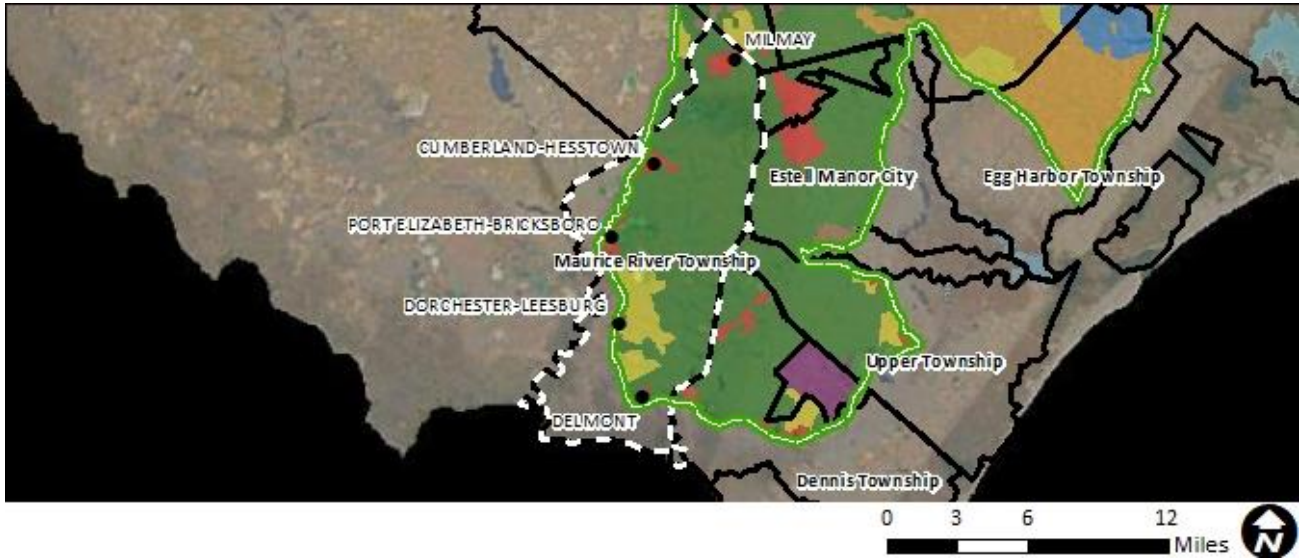 MILMAY
CUMBERLAND-HESSTOWN
Estell Manor City
Egg Harbor Township
PORT ELIZABETH-BRICKSBORO
Maurice River Township
DORCHESTER-LEESBURG
Upper Township
DELMONT
Dennis Township
0 3 6 12
Miles
N